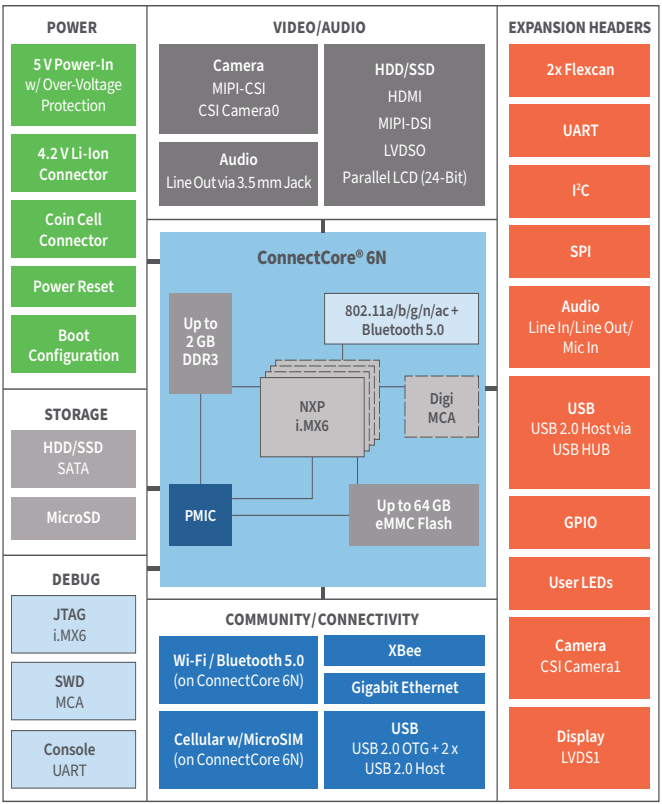 POWER
5 V Power-In
w/ Over-Voltage
Protection
4.2 V Li-Ion
Connector
Coin Cell
Connector
Power Reset
Boot
Configuration
STORAGE
HDD/SSD
SATA
MicroSD
DEBUG
JTAG
i.MX6
SWD
MCA
Console
UART
VIDEO/AUDIO
Camera
MIPI-CSI
CSI Camera0
Audio
Line Out via 3.5 mm Jack
HDD/SSD
HDMI
MIPI-DSI
LVDSO
Parallel LCD (24-Bit)
ConnectCore® 6N
Up to
2 GB
DDR3
802.11a/b/g/n/ac +
Bluetooth 5.0
NXP
i.MX6
Digi
MCA
PMIC
Up to 64 GB
eMMC Flash
COMMUNITY/CONNECTIVITY
Wi-Fi / Bluetooth 5.0
(on ConnectCore 6N)
Cellular w/MicroSIM
(on ConnectCore 6N)
XBee
Gigabit Ethernet
USB
USB 2.0 OTG + 2 x
USB 2.0 Host
EXPANSION HEADERS
2x Flexcan
UART
I²C
SPI
Audio
Line In/Line Out/
Mic In
USB
USB 2.0 Host via
USB HUB
GPIO
User LEDs
Camera
CSI Camera1
Display
LVDS1